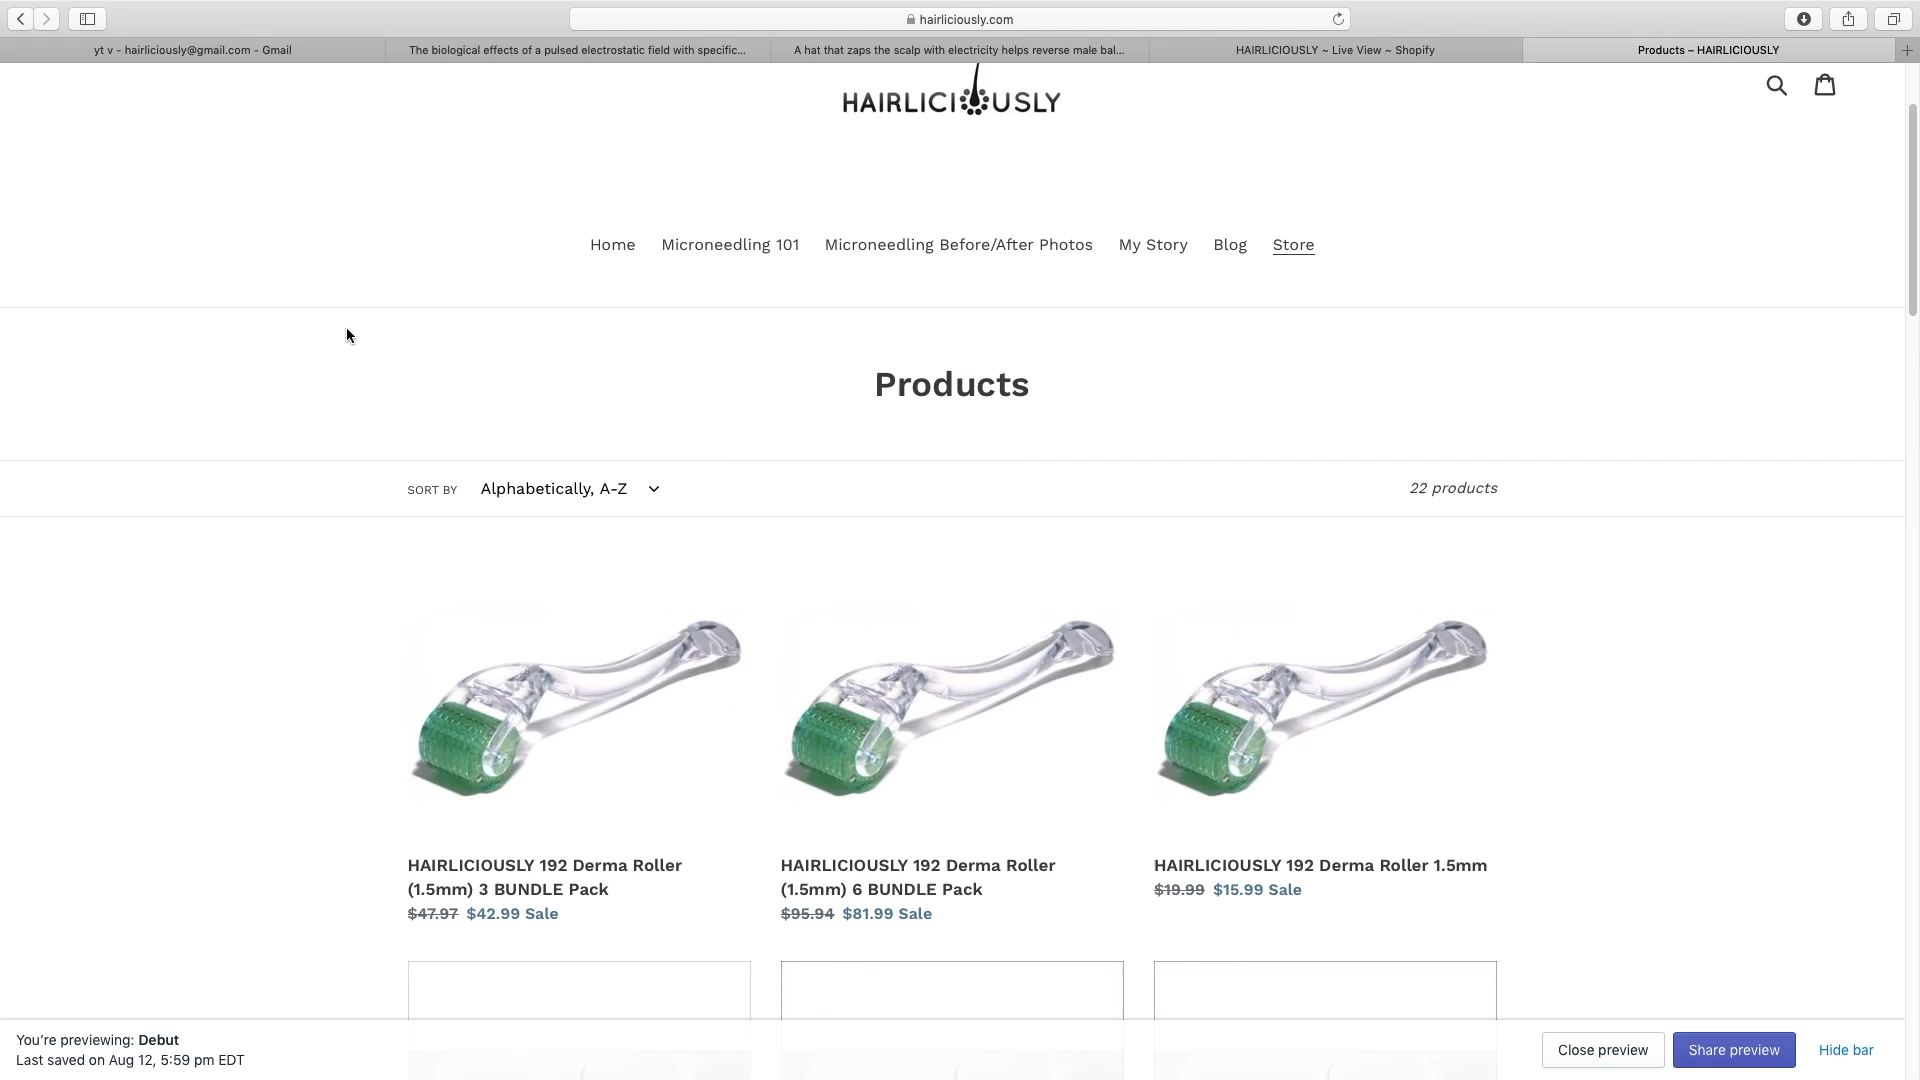 hairliciously.com
yt v - hairliciously@gmail.com - Gmail
The biological effects of a pulsed electrostatic field with specific...
A hat that zaps the scalp with electricity helps reverse male bal...
HAIRLICIOUSLY ~ Live View ~ Shopify
Products – HAIRLICIOUSLY
HAIRLICIOUSLY
Home
Microneedling 101
Microneedling Before/After Photos
My Story
Blog
Store
Products
SORT BY
Alphabetically, A-Z
22 products
HAIRLICIOUSLY 192 Derma Roller
(1.5mm) 3 BUNDLE Pack
$47.97 $42.99 Sale
HAIRLICIOUSLY 192 Derma Roller
(1.5mm) 6 BUNDLE Pack
$95.94 $81.99 Sale
HAIRLICIOUSLY 192 Derma Roller 1.5mm
$19.99 $15.99 Sale
You’re previewing: Debut
Last saved on Aug 12, 5:59 pm EDT
Close preview
Share preview
Hide bar